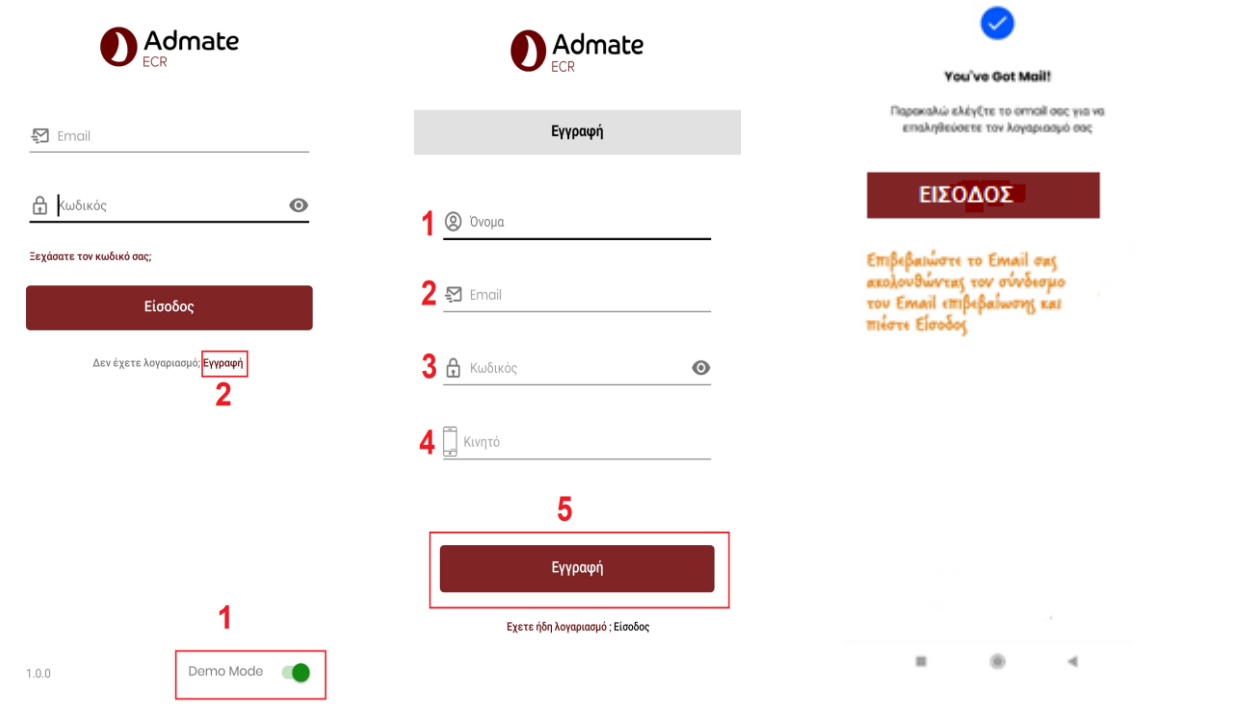 Admate
ECR
Email
Κωδικός
Ξεχάσατε τον κωδικό σας;
Είσοδος
Δεν έχετε λογαριασμό; Εγγραφή
2
1
1.0.0
Demo Mode
Admate
ECR
Εγγραφή
1 Όνομα
2 Email
3 Κωδικός
4 Κινητό
5
Εγγραφή
Εχετε ήδη λογαριασμό ; Είσοδος
You've Got Mail!
Παρακαλώ ελέγξτε το email σας για να
επαληθεύσετε τον λογαριασμό σας
ΕΙΣΟΔΟΣ
Επιβεβαιώστε το Email σας
ακολουθώντας τον σύνδεσμο
του Email επιβεβαίωσης και
πιέστε Είσοδος